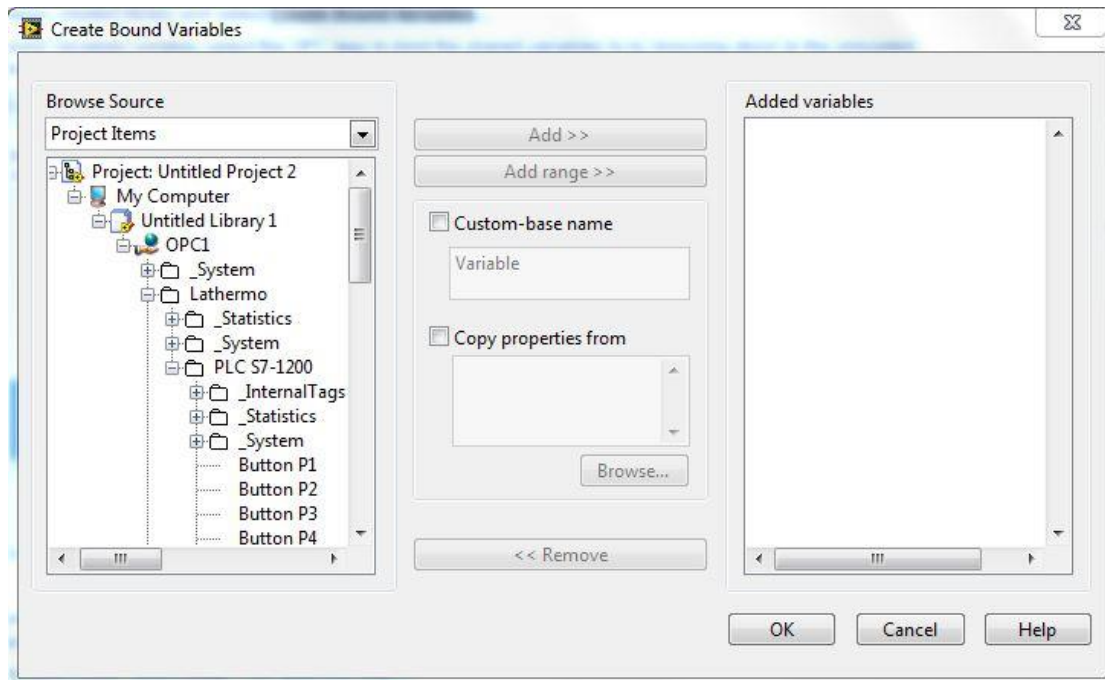 Create Bound Variables
Browse Source
Project Items
Project: Untitled Project 2
My Computer
Untitled Library 1
OPC1
_System
Lathermo
_Statistics
_System
PLC S7-1200
_InternalTags
_Statistics
_System
Button P1
Button P2
Button P3
Button P4
Add >>
Add range >>
Custom-base name
Variable
Copy properties from
Browse...
<< Remove
Added variables
OK
Cancel
Help